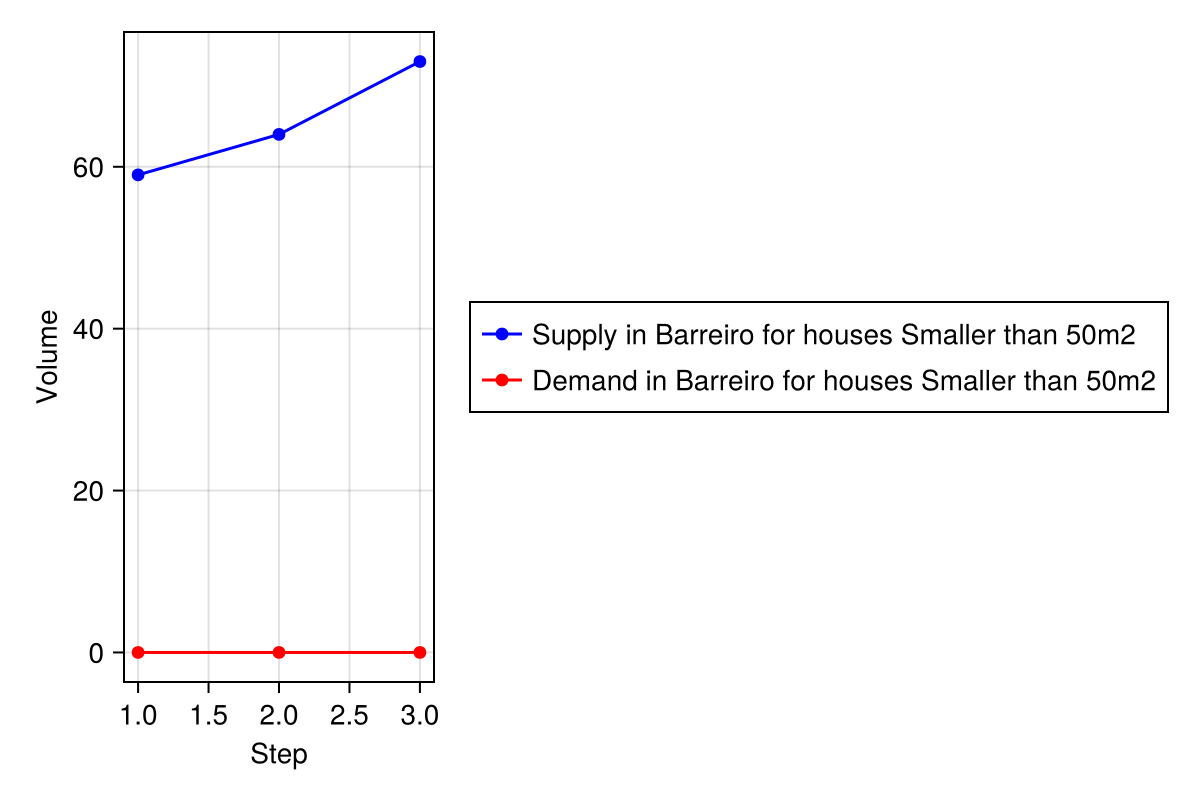 60
40
20
0
Volume
1.0 1.5 2.0 2.5 3.0
Step
Supply in Barreiro for houses Smaller than 50m2
Demand in Barreiro for houses Smaller than 50m2